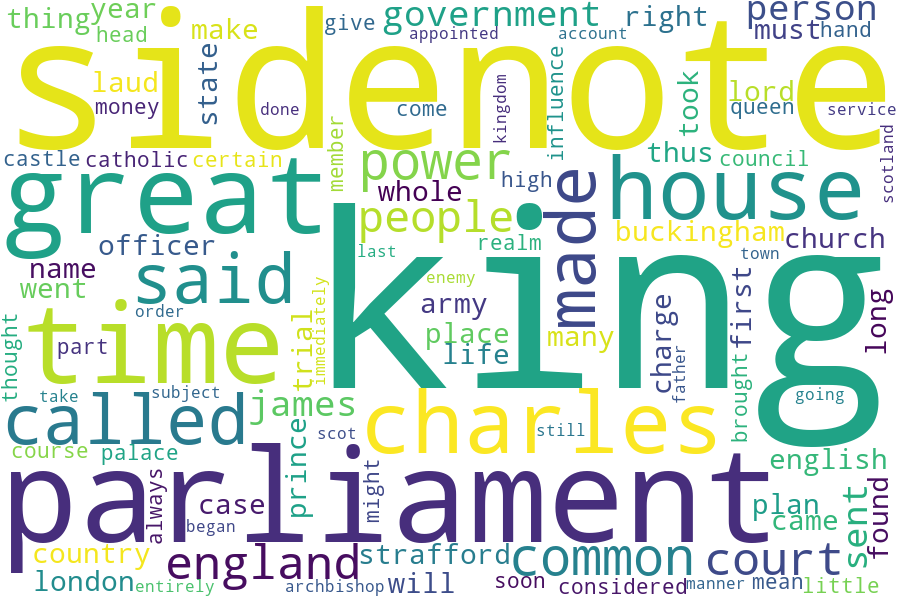 thing
year
head
make
give
government
appointed
account
right
person
must
hand
sidenote
laud
money
state
done
come
kingdom
influence
took
lord
queen
service
castle
catholic
certain
member
power
whole
high
thus
council
scotland
great
people
made
house
officer
realm
buckingham
church
name
said
last
town
went
enemy
king
time
order
immediately
army
place
life
many
charge
first
long
thought
part
trial
father
brought
take
subject
james
going
called
charles
scot
still
course
palace
prince
english
parliament
always
case
might
plan
sent
found
began
came
country
england
strafford
common
court
london
entirely
archbishop
will
soon
considered
manner
mean
little